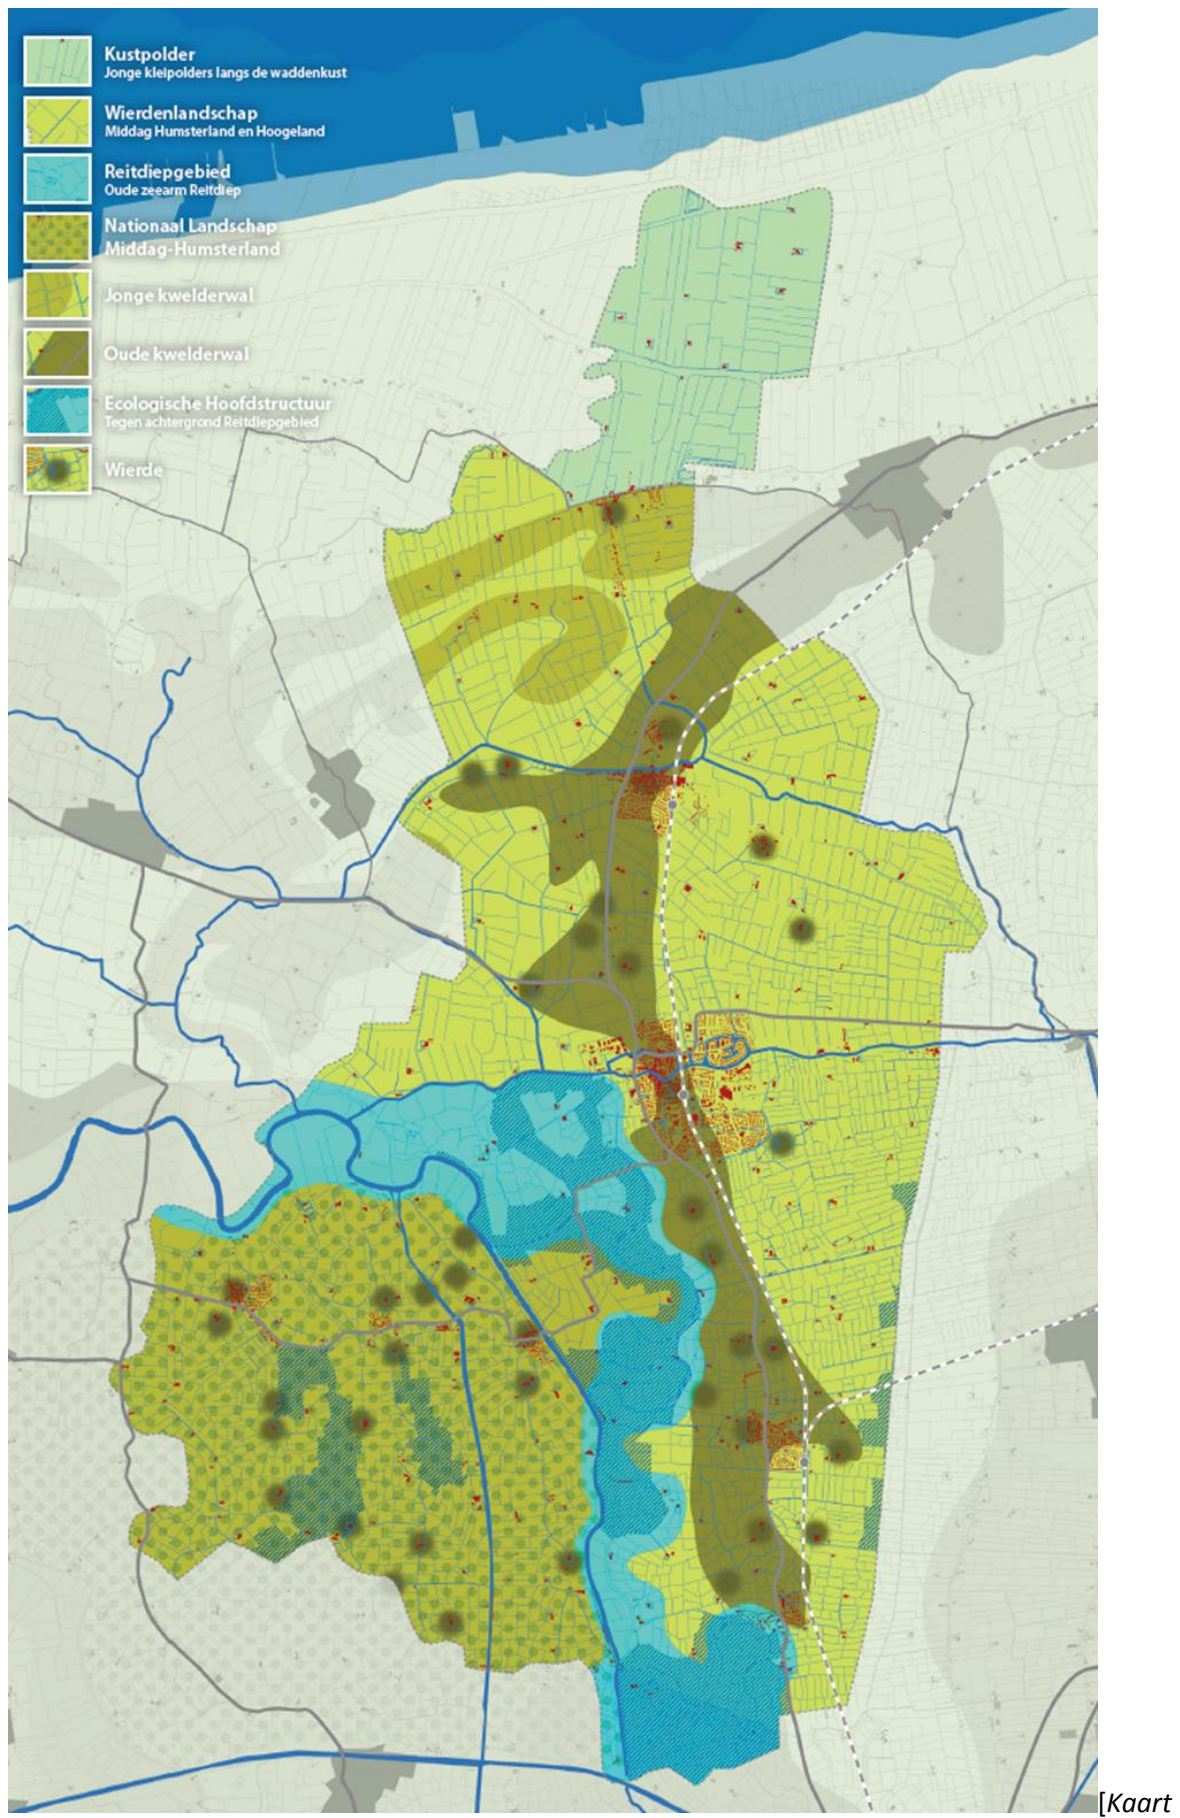 Kustpolder
Jonge kleipolders langs de waddenkust
Wierdenlandschap
Middag Humsterland en Hoogeland
Reitdiepgebied
Oude zeearm Reitdiep
Nationaal Landschap
Middag-Humsterland
Jonge kwelderwal
Oude kwelderwal
Ecologische Hoofdstructuur
Tegen achtergrond Reitdiepgebied
Wierde
[Kaart